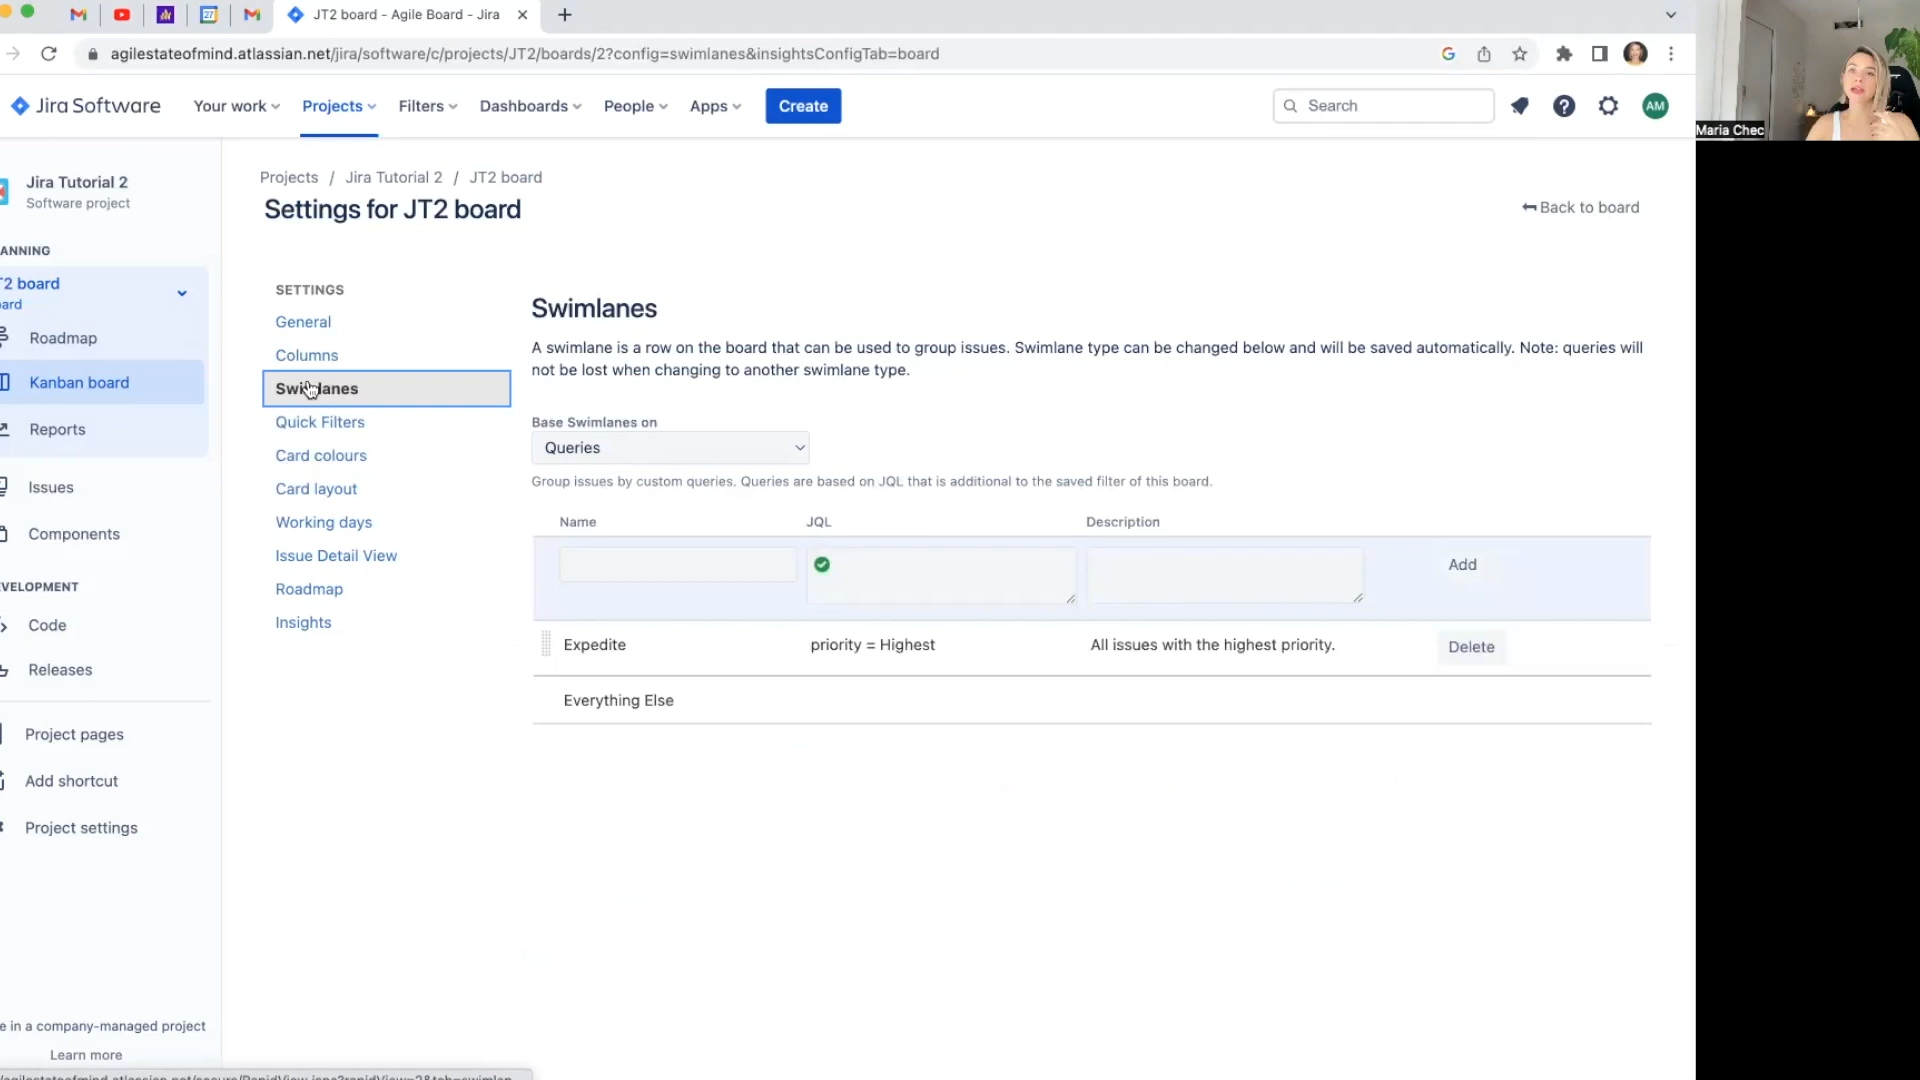 27
JT2 board - Agile Board - Jira
agilestateofmind.atlassian.net/jira/software/c/projects/JT2/boards/2?config=swimlanes&insightsConfigTab=board
Jira Software
Your work
Projects
Filters
Dashboards
People
Apps
Create
Search
AM
Maria Chec
Jira Tutorial 2
Software project
Projects / Jira Tutorial 2 / JT2 board
Settings for JT2 board
Back to board
ANNING
T2 board
ard
Roadmap
Kanban board
Reports
Issues
Components
EVELOPMENT
Code
Releases
Project pages
Add shortcut
Project settings
e in a company-managed project
Learn more
SETTINGS
General
Columns
Swimlanes
Quick Filters
Card colours
Card layout
Working days
Issue Detail View
Roadmap
Insights
Swimlanes
A swimlane is a row on the board that can be used to group issues. Swimlane type can be changed below and will be saved automatically. Note: queries will
not be lost when changing to another swimlane type.
Base Swimlanes on
Queries
Group issues by custom queries. Queries are based on JQL that is additional to the saved filter of this board.
Name JQL Description
Add
Expedite priority = Highest All issues with the highest priority. Delete
Everything Else